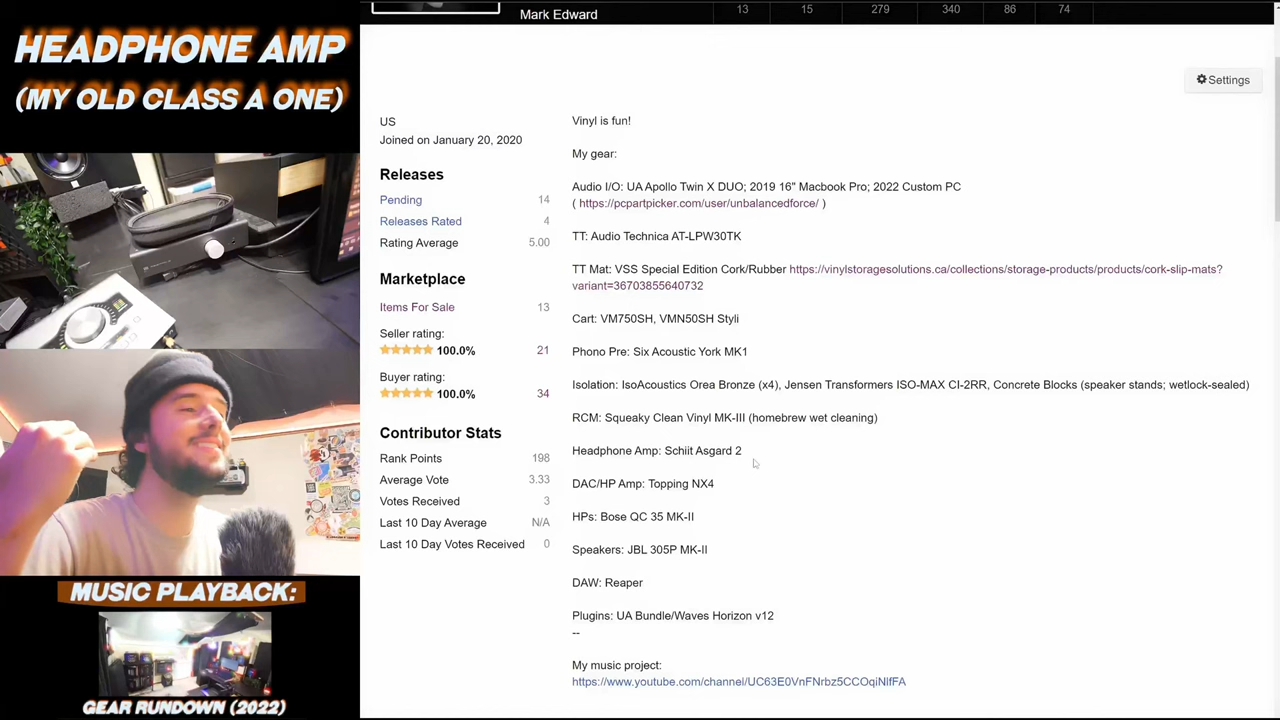 HEADPHONE AMP
(MY OLD CLASS A ONE)
MUSIC PLAYBACK:
GEAR RUNDOWN (2022)
Mark Edward
13 15 279 340 86 74
Settings
US
Joined on January 20, 2020
Releases
Pending 14
Releases Rated 4
Rating Average 5.00
Marketplace
Items For Sale 13
Seller rating:
100.0% 21
Buyer rating:
100.0% 34
Contributor Stats
Rank Points 198
Average Vote 3.33
Votes Received 3
Last 10 Day Average N/A
Last 10 Day Votes Received 0
Vinyl is fun!
My gear:
Audio I/O: UA Apollo Twin X DUO; 2019 16" Macbook Pro; 2022 Custom PC
( https://pcpartpicker.com/user/unbalancedforce/ )
TT: Audio Technica AT-LPW30TK
TT Mat: VSS Special Edition Cork/Rubber https://vinylstoragesolutions.ca/collections/storage-products/products/cork-slip-mats?
variant=36703855640732
Cart: VM750SH, VMN50SH Styli
Phono Pre: Six Acoustic York MK1
Isolation: IsoAcoustics Orea Bronze (x4), Jensen Transformers ISO-MAX CI-2RR, Concrete Blocks (speaker stands; wetlock-sealed)
RCM: Squeaky Clean Vinyl MK-III (homebrew wet cleaning)
Headphone Amp: Schiit Asgard 2
DAC/HP Amp: Topping NX4
HPs: Bose QC 35 MK-II
Speakers: JBL 305P MK-II
DAW: Reaper
Plugins: UA Bundle/Waves Horizon v12
--
My music project:
https://www.youtube.com/channel/UC63E0VnFNrbz5CCOqiNlfFA